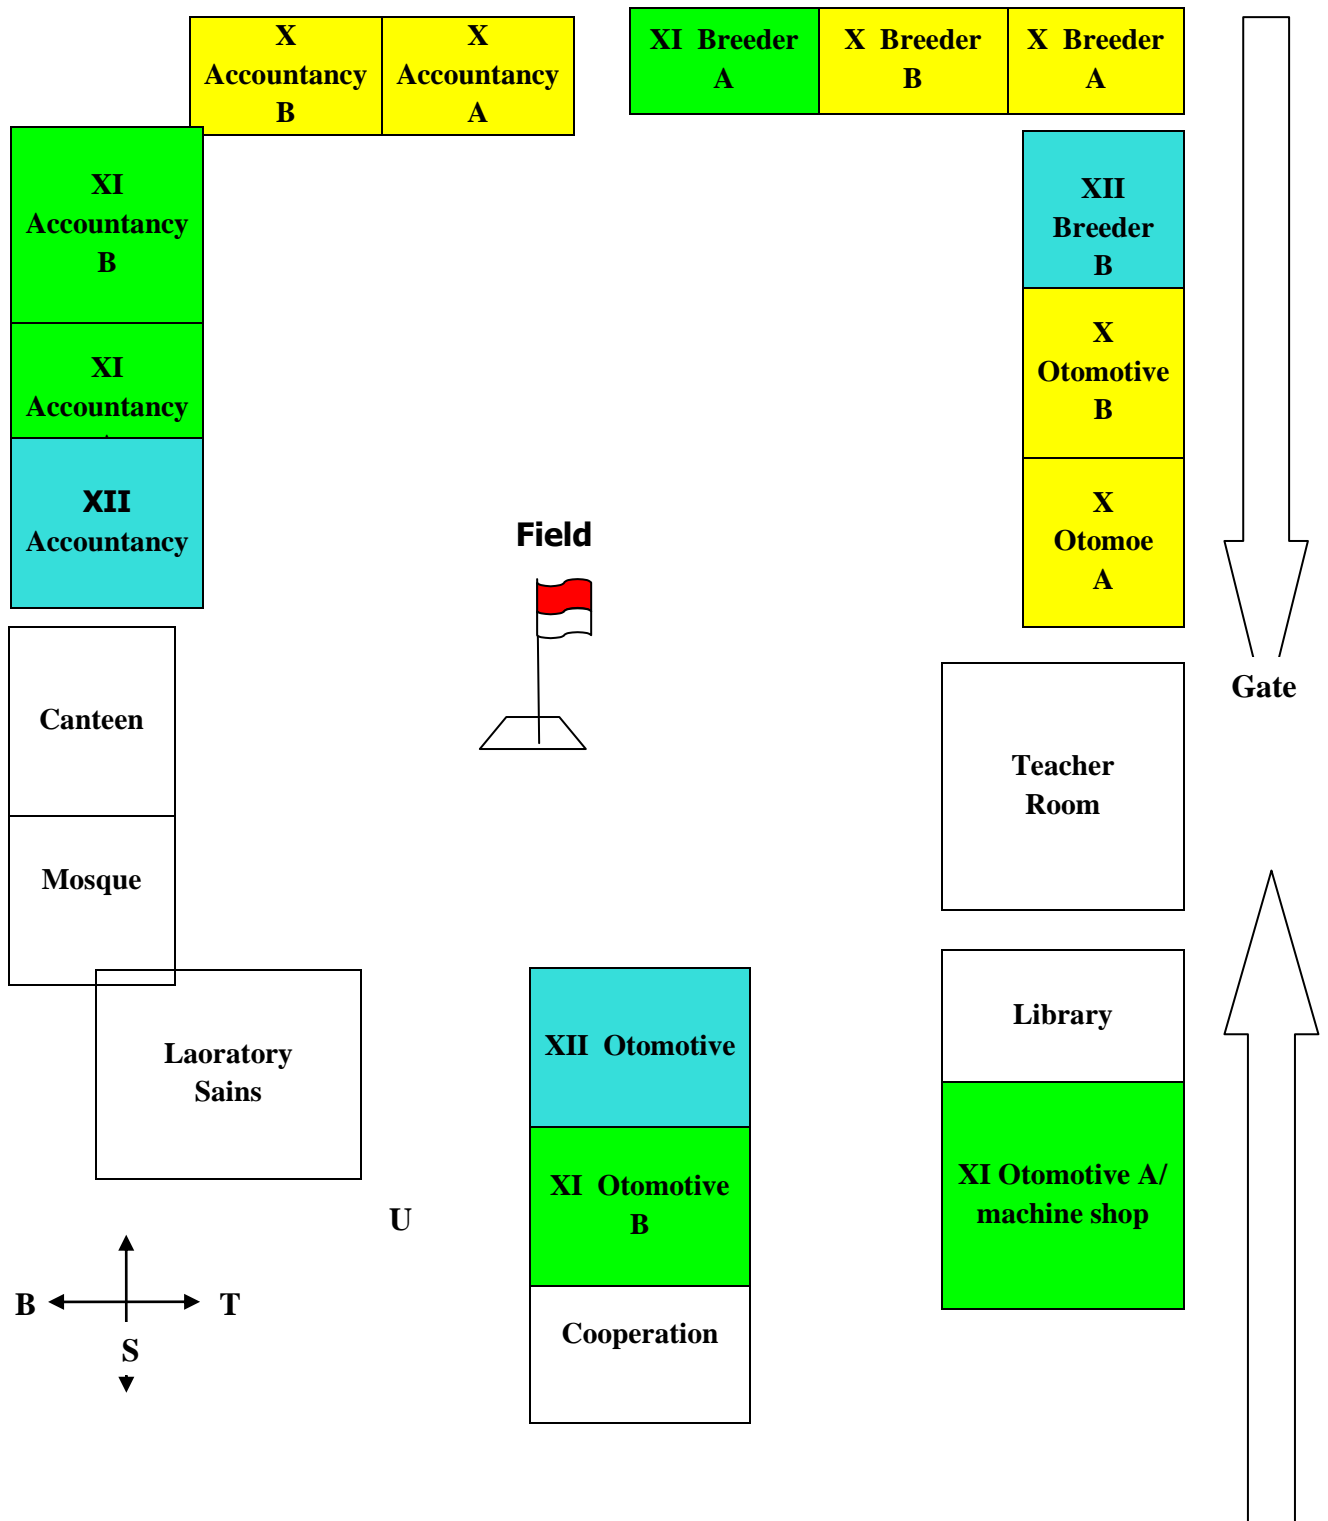 X
Accountancy
B
X
Accountancy
A
XI Breeder
A
X Breeder
B
X Breeder
A
XI
Accountancy
B
XI
Accountancy
XII
Accountancy
XII
Breeder
B
X
Otomotive
B
X
Otomoe
A
Field
Gate
Canteen
Mosque
Teacher
Room
Laoratory
Sains
XII Otomotive
XI Otomotive
B
Cooperation
Library
XI Otomotive A/
machine shop
U
B
T
S